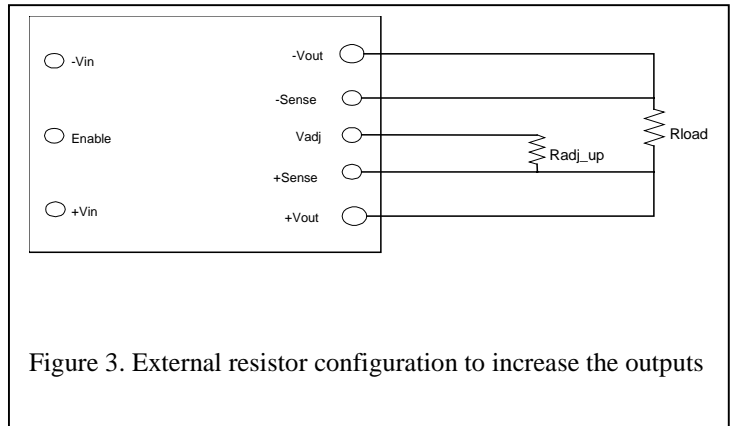 -Vin
-Vout
-Sense
Enable
Vadj
Rload
Radj_up
+Sense
+Vin
+Vout
Figure 3. External resistor configuration to increase the outputs